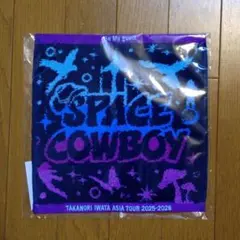 SPACE
COWBOY
TAKANORI IWATA ASIA TOUR 2025-2026